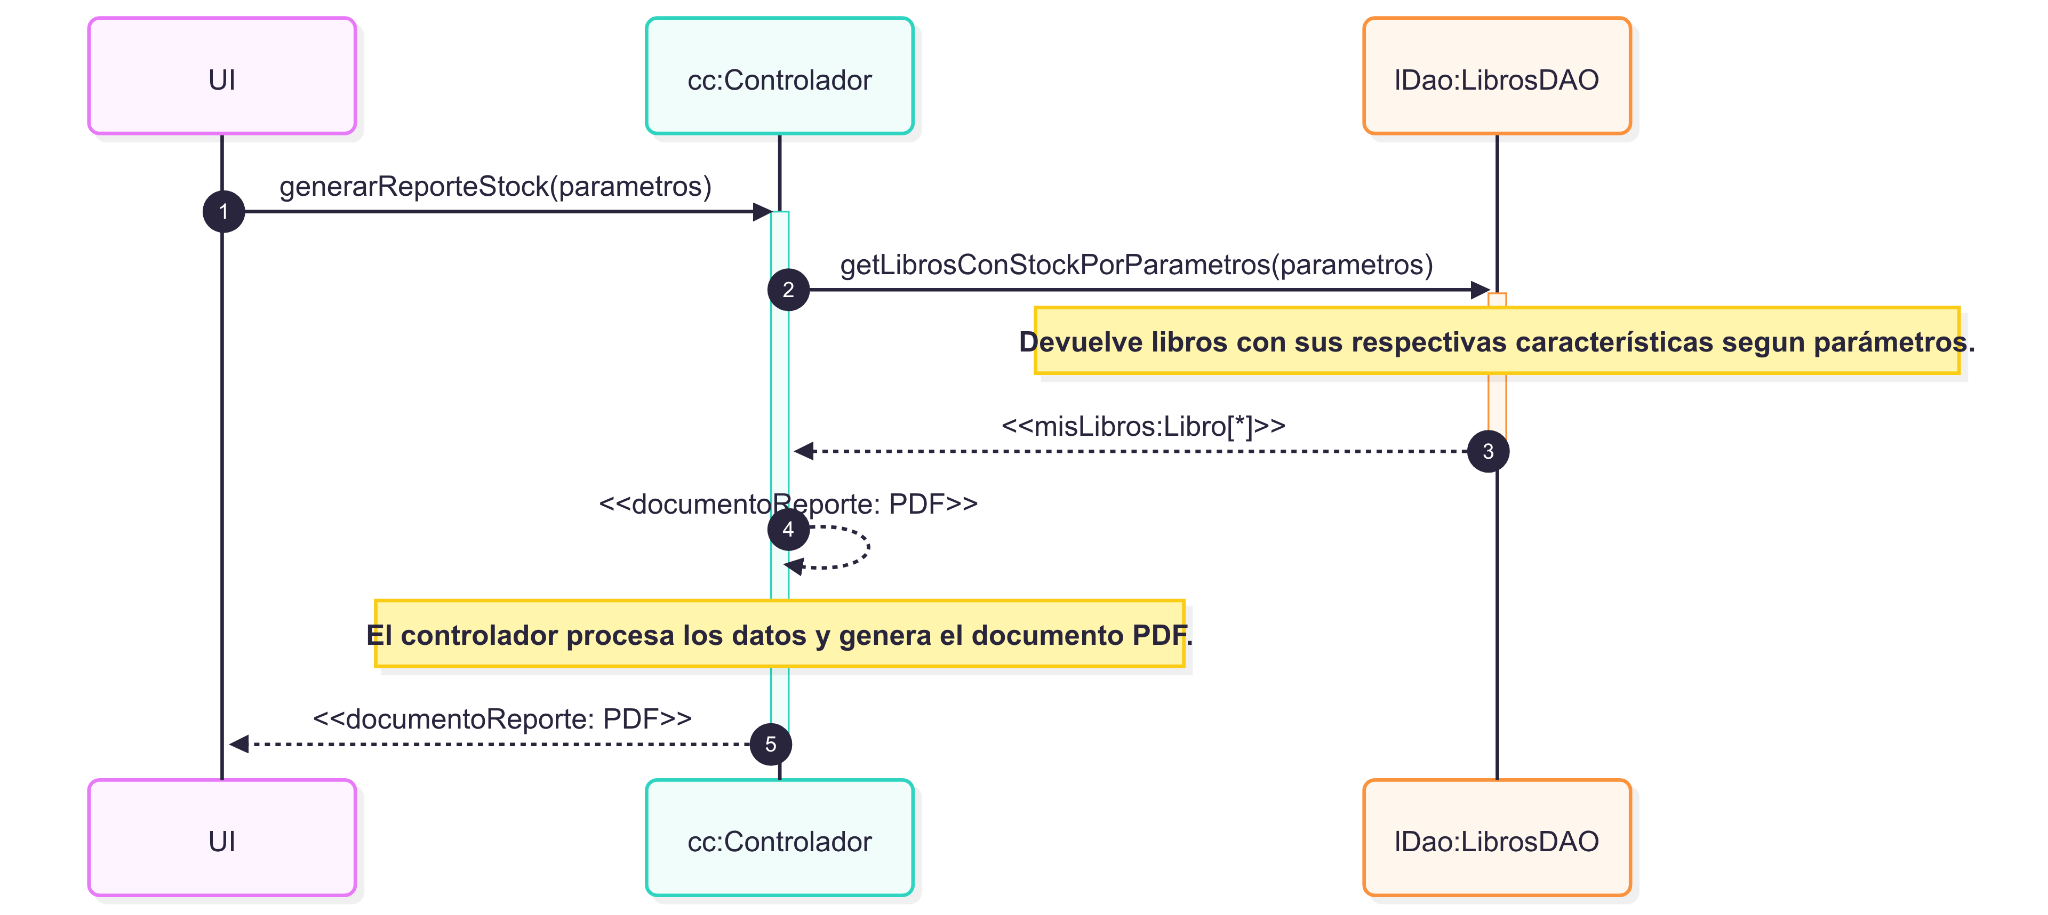 UI
cc:Controlador
lDao:LibrosDAO
generarReporteStock(parametros)
1
getLibrosConStockPorParametros(parametros)
2
Devuelve libros con sus respectivas características segun parámetros.
<<misLibros:Libro[*]>>
3
<<documentoReporte: PDF>>
4
El controlador procesa los datos y genera el documento PDF.
<<documentoReporte: PDF>>
5
UI
cc:Controlador
lDao:LibrosDAO